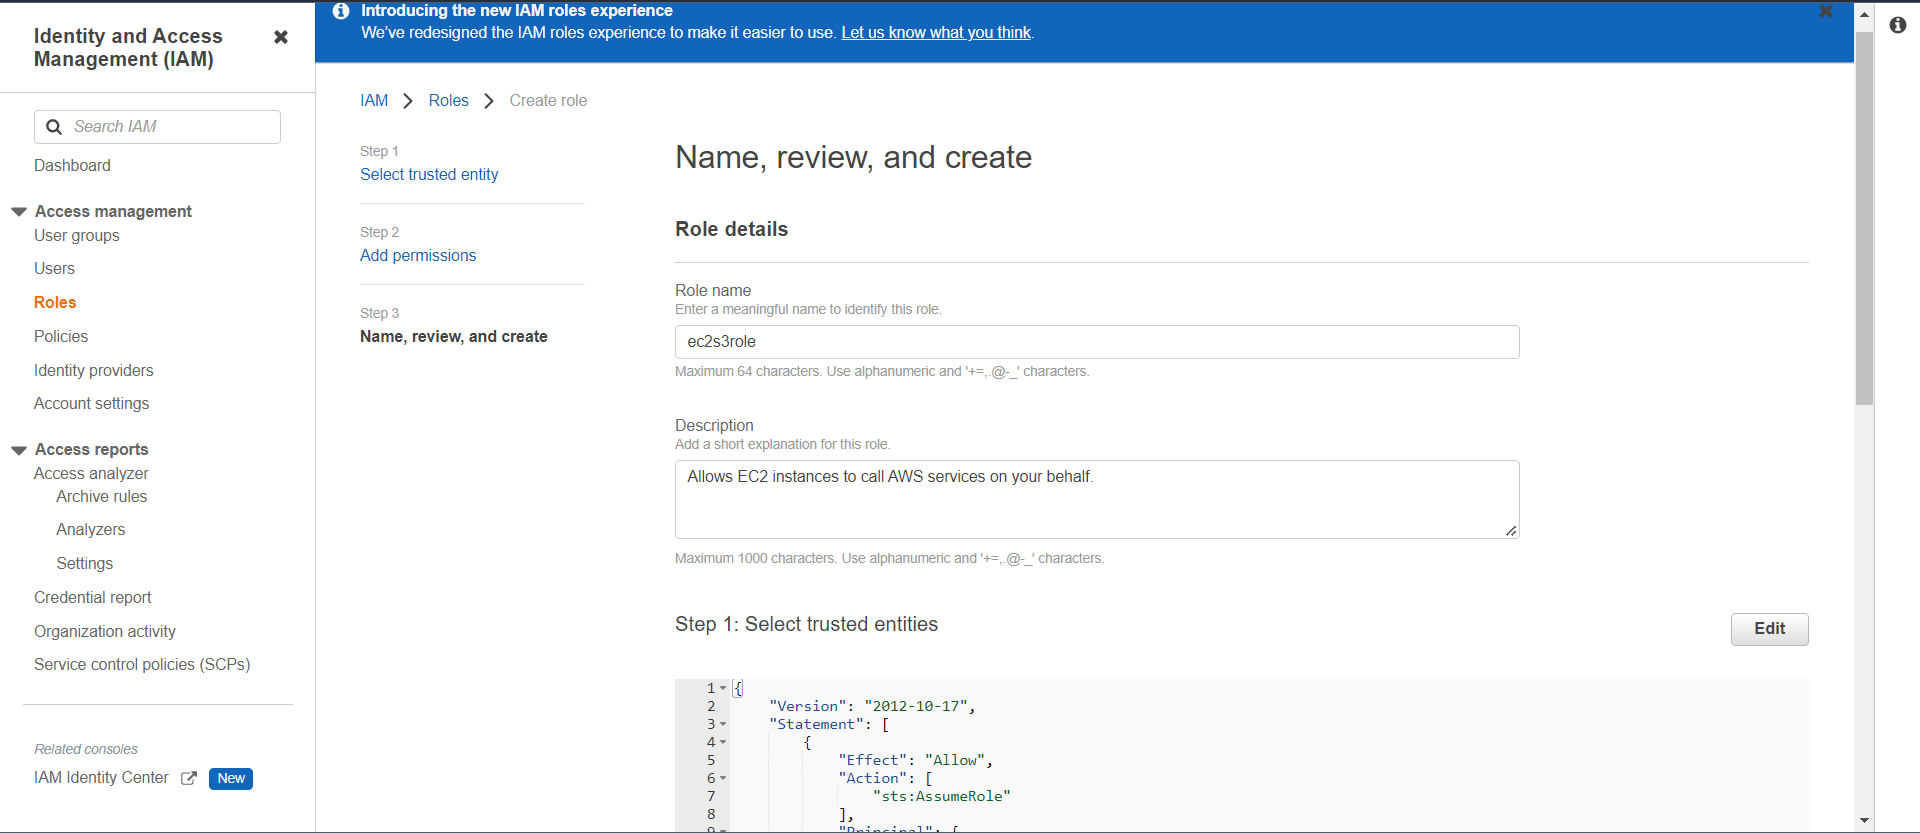 Identity and Access
Management (IAM)
Search IAM
Dashboard
Access management
User groups
Users
Roles
Policies
Identity providers
Account settings
Access reports
Access analyzer
Archive rules
Analyzers
Settings
Credential report
Organization activity
Service control policies (SCPs)
Related consoles
IAM Identity Center New
Introducing the new IAM roles experience
We've redesigned the IAM roles experience to make it easier to use. Let us know what you think.
IAM Roles Create role
Step 1
Select trusted entity
Step 2
Add permissions
Step 3
Name, review, and create
Name, review, and create
Role details
Role name
Enter a meaningful name to identify this role.
ec2s3role
Maximum 64 characters. Use alphanumeric and '+=,.@-_' characters.
Description
Add a short explanation for this role.
Allows EC2 instances to call AWS services on your behalf.
Maximum 1000 characters. Use alphanumeric and '+=,.@-_' characters.
Step 1: Select trusted entities
Edit
1 {
2 "Version": "2012-10-17",
3 "Statement": [
4 {
5 "Effect": "Allow",
6 "Action": [
7 "sts:AssumeRole"
8 ],
9 "Principal": {